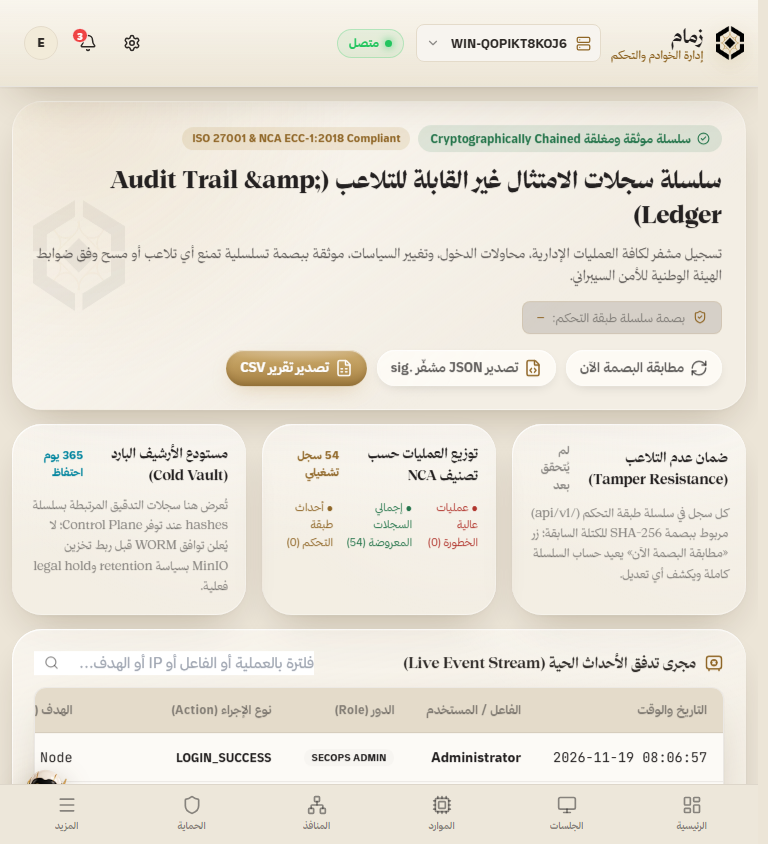 زمام
إدارة الخوادم والتحكم
WIN-QOPIKT8KOJ6
متصل
3
E
سلسلة موثقة ومغلقة Cryptographically Chained
ISO 27001 & NCA ECC-1:2018 Compliant
سلسلة سجلات الامتثال غير القابلة للتلاعب (Audit Trail &amp;
Ledger)
تسجيل مشفر لكافة العمليات الإدارية، محاولات الدخول، وتغيير السياسات، موثقة ببصمة تسلسلية تمنع أي تلاعب أو مسح وفق ضوابط
الهيئة الوطنية للأمن السيبراني.
بصمة سلسلة طبقة التحكم: —
مطابقة البصمة الآن
تصدير JSON مشفّر .sig
تصدير تقرير CSV
ضمان عدم التلاعب
(Tamper Resistance)
لم
يُتحقق
بعد
كل سجل في سلسلة طبقة التحكم (/api/v1)
مربوط ببصمة SHA-256 للكتلة السابقة؛ زر
«مطابقة البصمة الآن» يعيد حساب السلسلة
كاملة ويكشف أي تعديل.
توزيع العمليات حسب
تصنيف NCA
54 سجل
تشغيلي
● عمليات
عالية
الخطورة (0)
● إجمالي
السجلات
المعروضة (54)
● أحداث
طبقة
التحكم (0)
مستودع الأرشيف البارد
(Cold Vault)
365 يوم
احتفاظ
تُعرض هنا سجلات التدقيق المرتبطة بسلسلة
hashes عند توفر Control Plane؛ لا
يُعلن توافق WORM قبل ربط تخزين
MinIO بسياسة retention وlegal hold
فعلية.
مجرى تدفق الأحداث الحية (Live Event Stream)
فلترة بالعملية أو الفاعل أو IP أو الهدف...
التاريخ والوقت
الفاعل / المستخدم
الدور (Role)
نوع الإجراء (Action)
الهدف (
2026-11-19 08:06:57
Administrator
SECOPS ADMIN
LOGIN_SUCCESS
Node
الرئيسية
الجلسات
الموارد
المنافذ
الحماية
المزيد